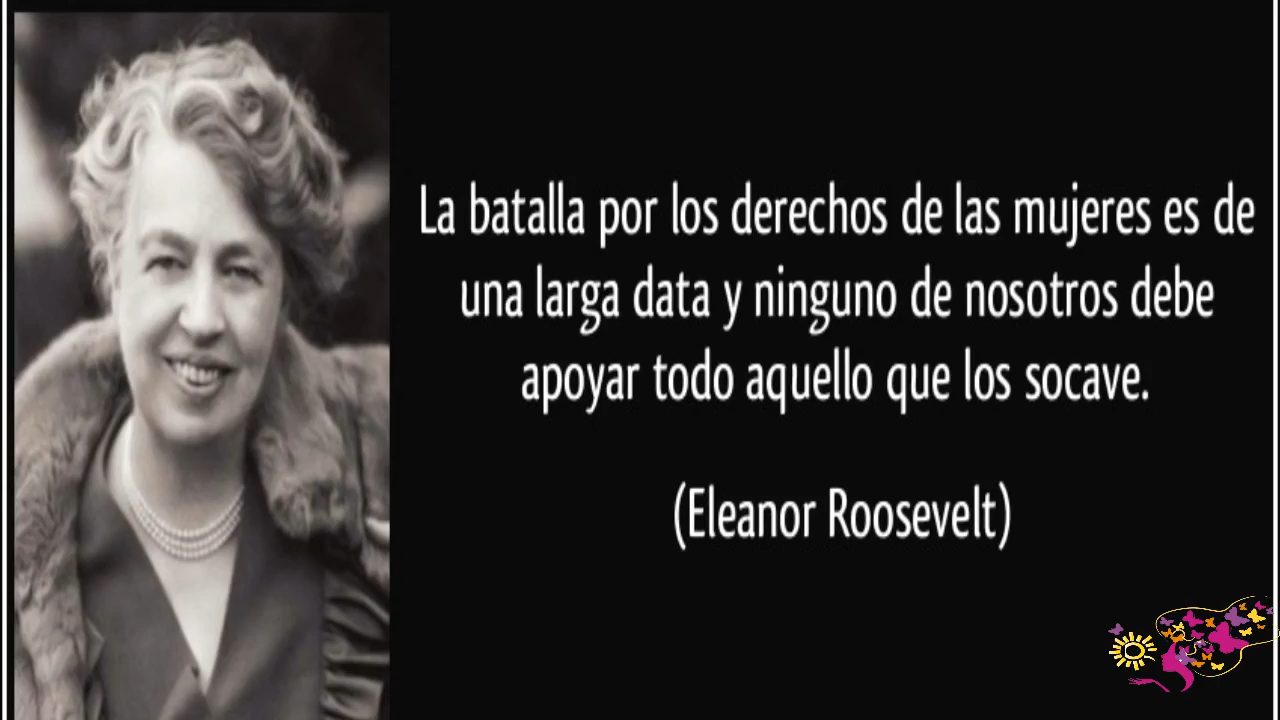 La batalla por los derechos de las mujeres es de
una larga data y ninguno de nosotros debe
apoyar todo aquello que los socave.
(Eleanor Roosevelt)